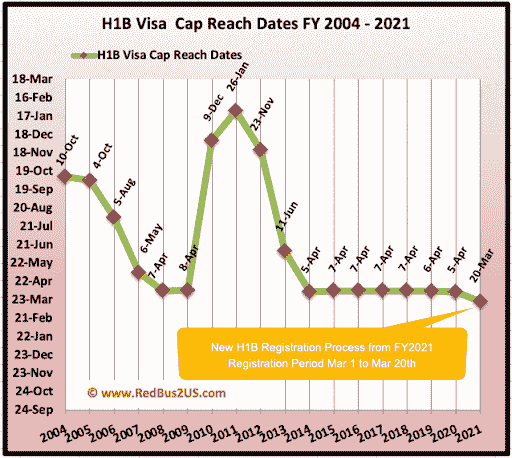 H1B Visa Cap Reach Dates FY 2004 - 2021
H1B Visa Cap Reach Dates
18-Mar
16-Feb
17-Jan
18-Dec
18-Nov
19-Oct
19-Sep
20-Aug
21-Jul
21-Jun
22-May
22-Apr
23-Mar
21-Feb
22-Jan
23-Dec
23-Nov
24-Oct
24-Sep
10-Oct
4-Oct
5-Aug
6-May
7-Apr
8-Apr
9-Dec
26-Jan
23-Nov
11-Jun
5-Apr
7-Apr
7-Apr
7-Apr
7-Apr
6-Apr
5-Apr
20-Mar
New H1B Registration Process from FY2021
Registration Period Mar 1 to Mar 20th
© www.RedBus2US.com
2004 2005 2006 2007 2008 2009 2010 2011 2012 2013 2014 2015 2016 2017 2018 2019 2020 2021